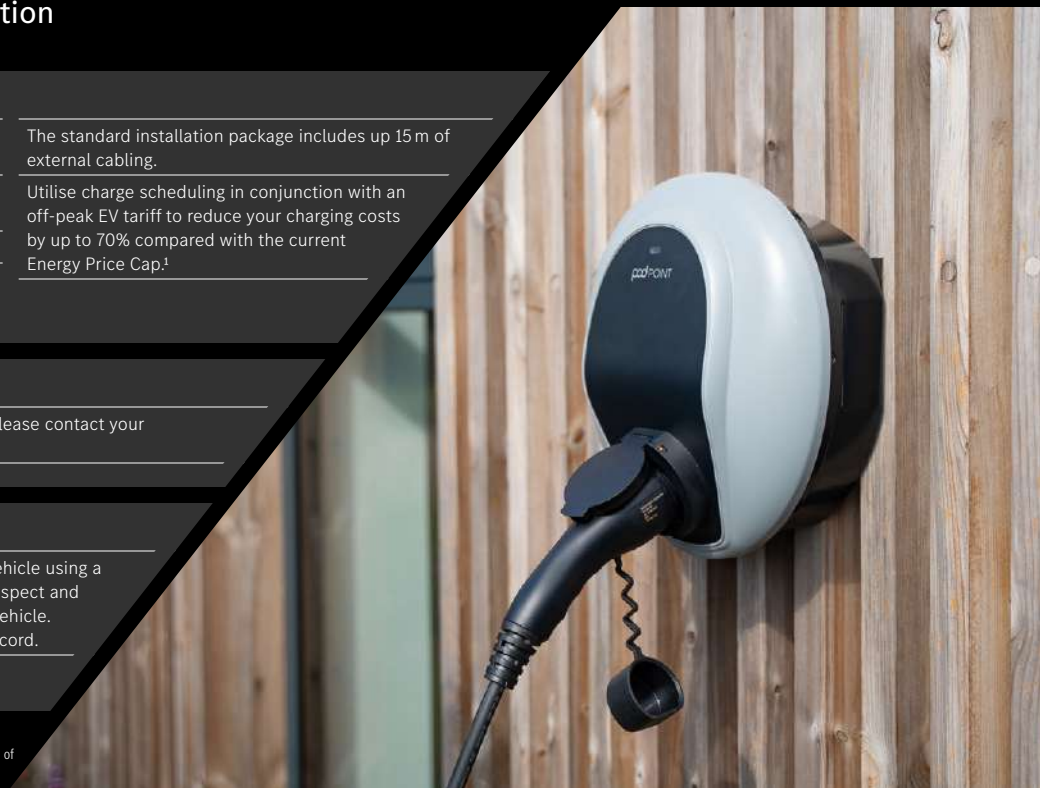 tion
The standard installation package includes up 15 m of
external cabling.
Utilise charge scheduling in conjunction with an
off-peak EV tariff to reduce your charging costs
by up to 70% compared with the current
Energy Price Cap.¹
pod POINT
lease contact your
ehicle using a
spect and
ehicle.
cord.
of